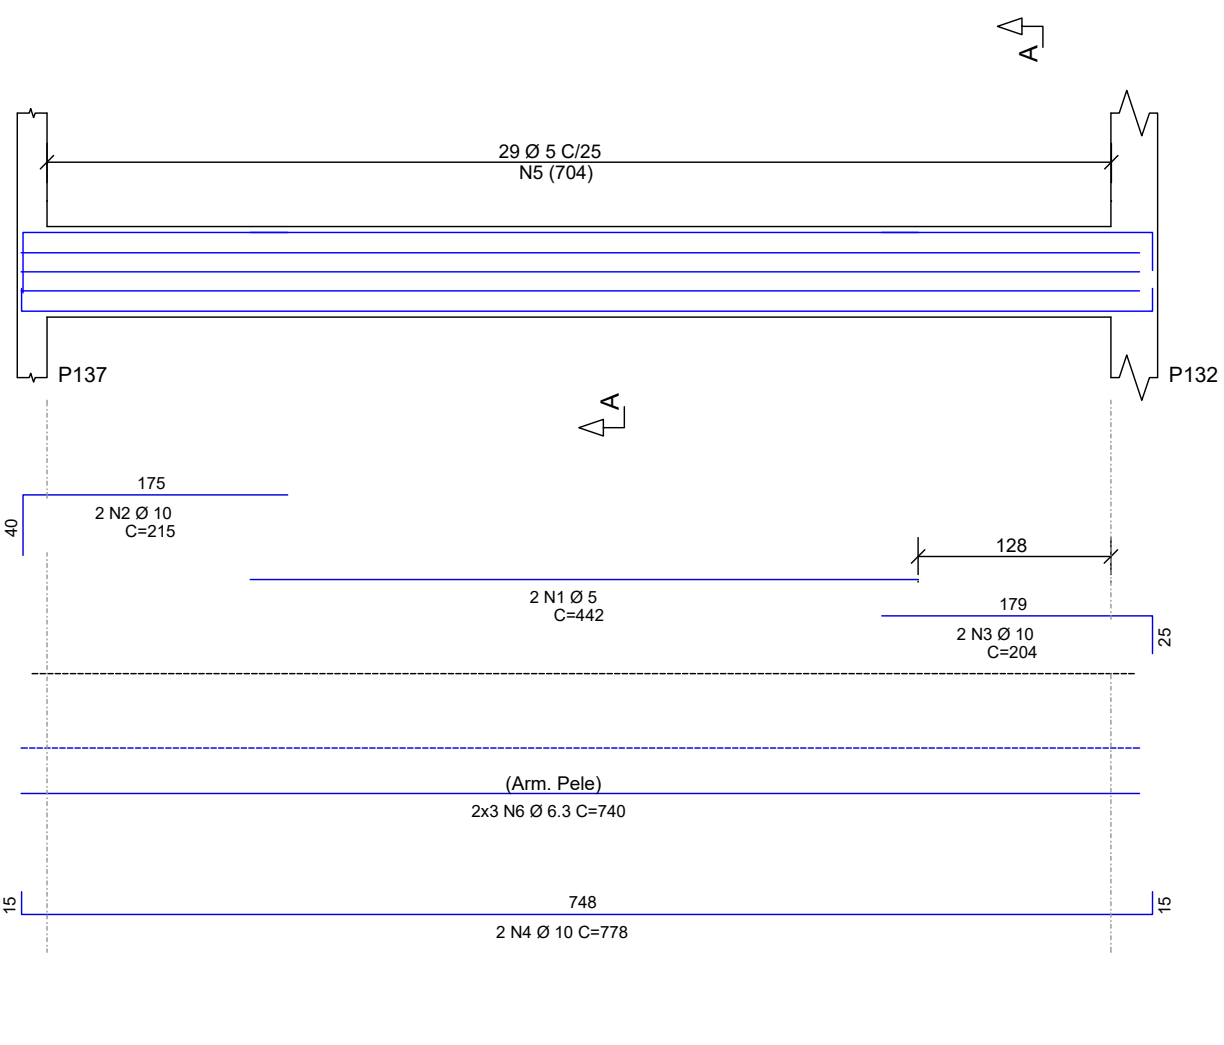 A
29 Ø 5 C/25
N5 (704)
P137
P132
A
175
40
2 N2 Ø 10
C=215
128
2 N1 Ø 5
C=442
179
25
2 N3 Ø 10
C=204
(Arm. Pele)
2x3 N6 Ø 6.3 C=740
15
748
15
2 N4 Ø 10 C=778